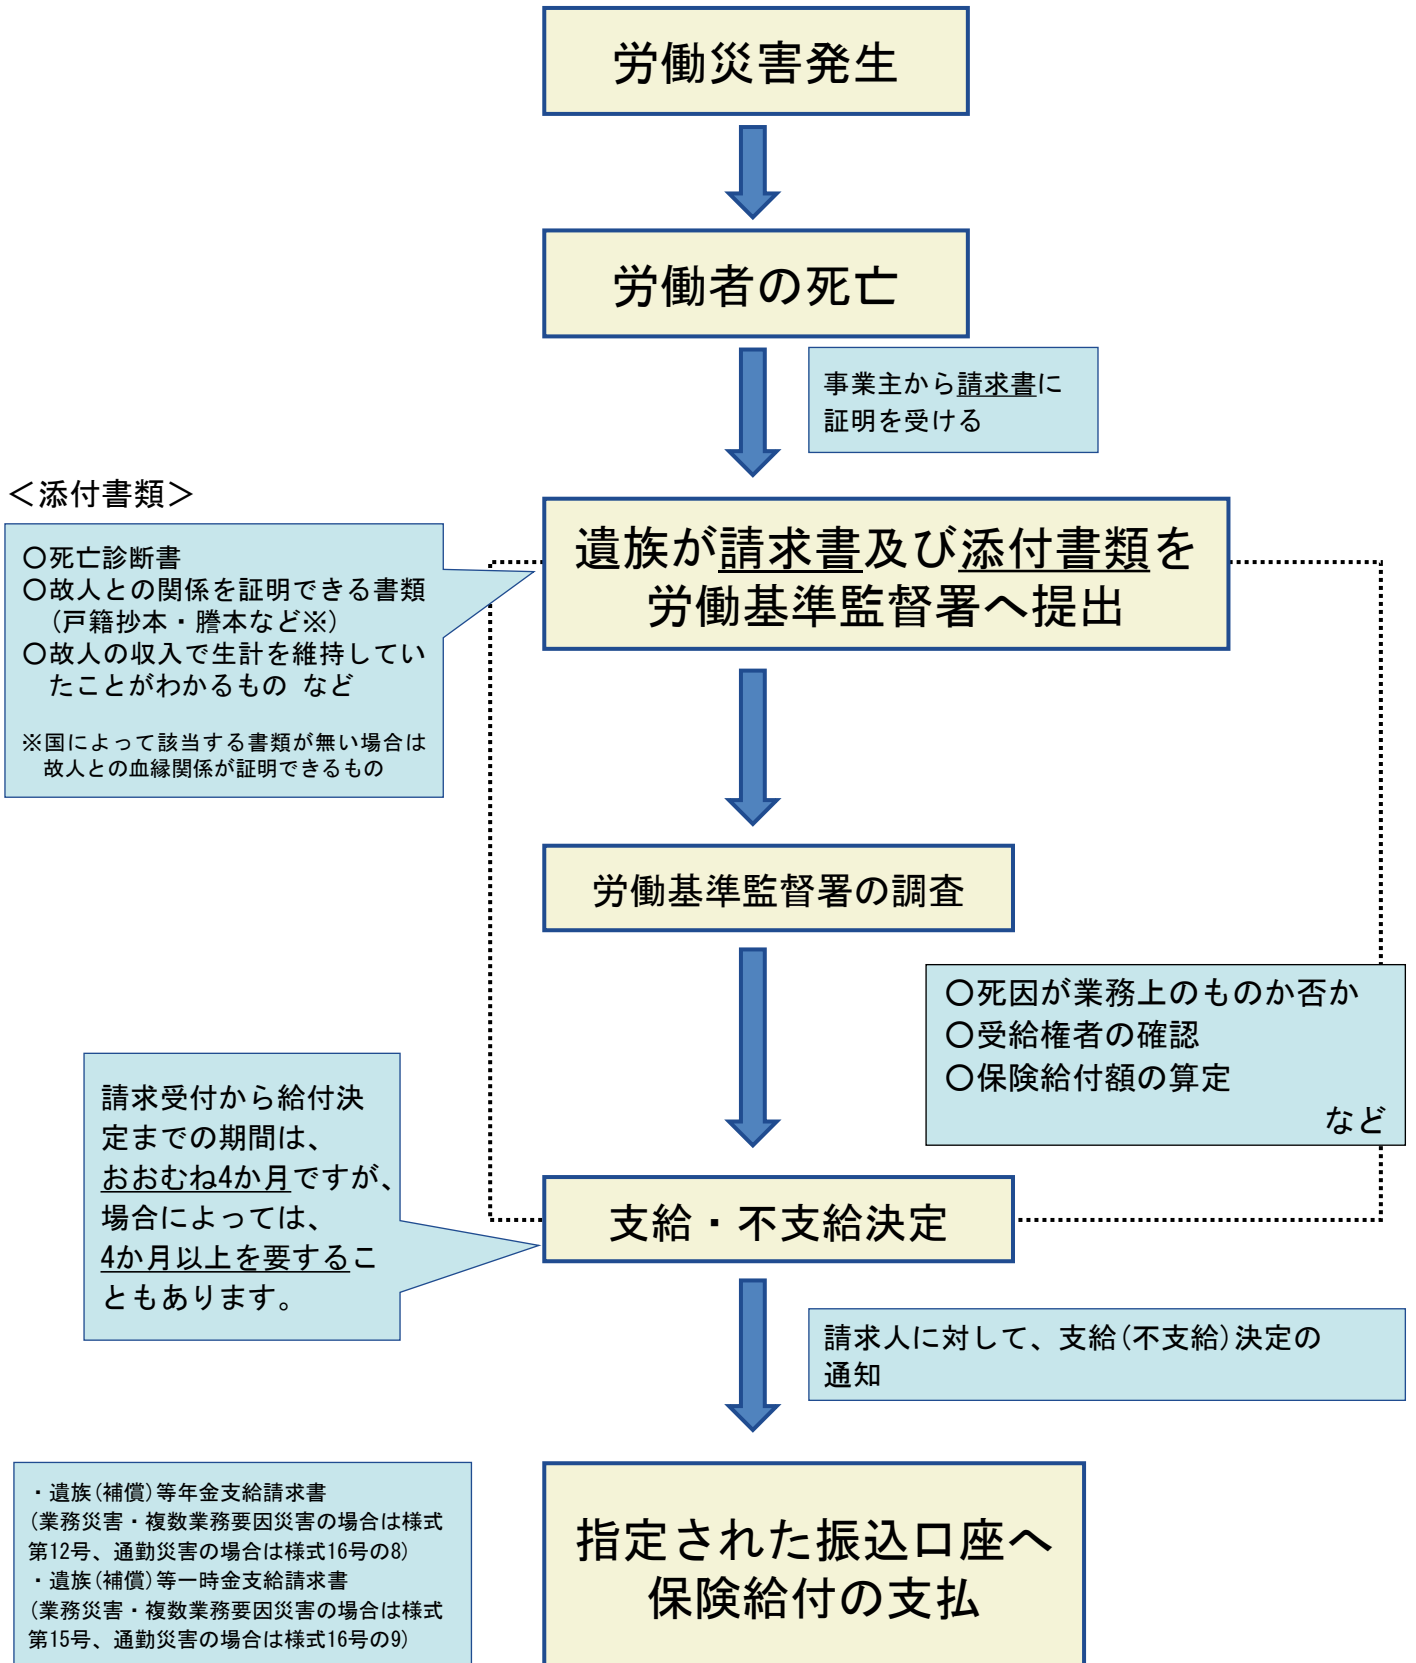 労働災害発生
労働者の死亡
事業主から請求書に
証明を受ける
＜添付書類＞
〇死亡診断書
〇故人との関係を証明できる書類
（戸籍抄本・謄本など※）
〇故人の収入で生計を維持してい
たことがわかるもの など
※国によって該当する書類が無い場合は
故人との血縁関係が証明できるもの
遺族が請求書及び添付書類を
労働基準監督署へ提出
労働基準監督署の調査
〇死因が業務上のものか否か
〇受給権者の確認
〇保険給付額の算定
など
請求受付から給付決
定までの期間は、
おおむね4か月ですが、
場合によっては、
4か月以上を要するこ
ともあります。
支給・不支給決定
請求人に対して、支給(不支給)決定の
通知
・遺族(補償)等年金支給請求書
(業務災害・複数業務要因災害の場合は様式
第12号、通勤災害の場合は様式16号の8)
・遺族(補償)等一時金支給請求書
(業務災害・複数業務要因災害の場合は様式
第15号、通勤災害の場合は様式16号の9)
指定された振込口座へ
保険給付の支払